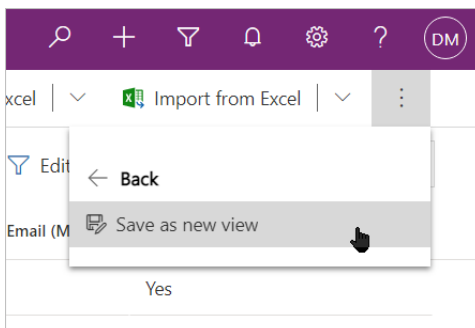 DM
xcel
Import from Excel
Edit
Back
Save as new view
Email (M
Yes